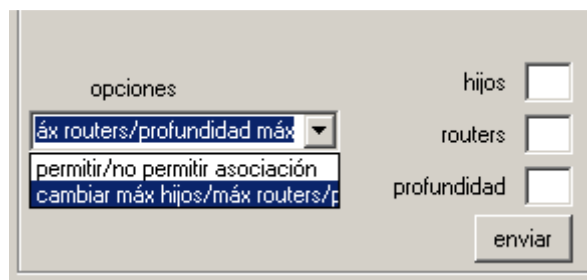 opciones
áx routers/profundidad máx
permitir/no permitir asociación
cambiar máx hijos/máx routers/p
hijos
routers
profundidad
enviar